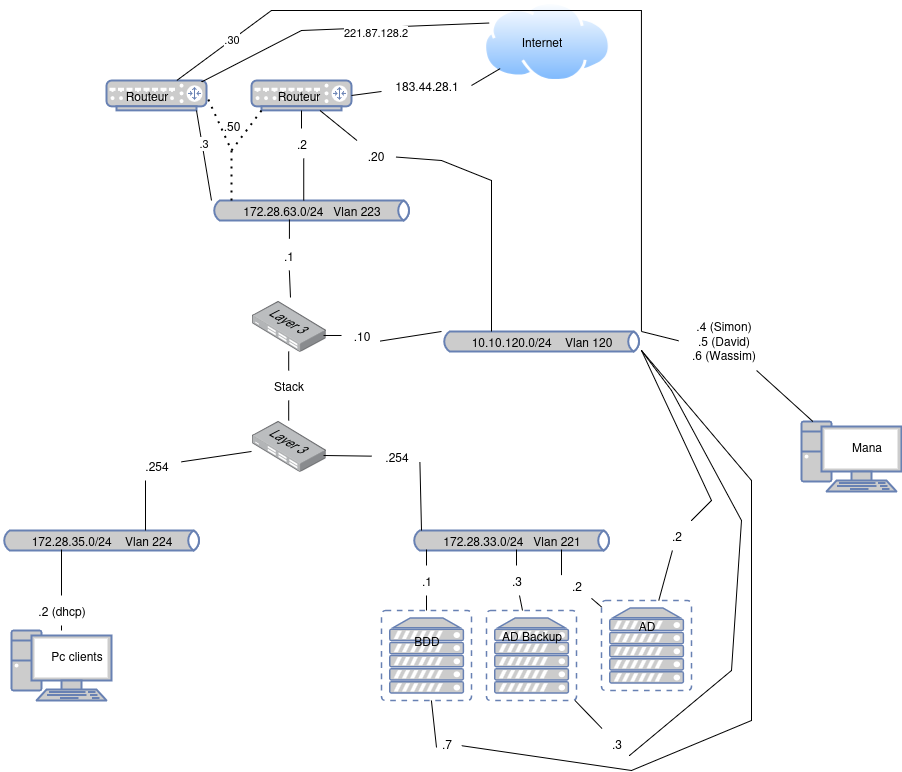 .30
221.87.128.2
Internet
Routeur
Routeur
183.44.28.1
.50
.3
.2
.20
172.28.63.0/24 Vlan 223
.1
Layer 3
.10
10.10.120.0/24 Vlan 120
.4 (Simon)
.5 (David)
.6 (Wassim)
Stack
Layer 3
Mana
.254
.254
172.28.35.0/24 Vlan 224
172.28.33.0/24 Vlan 221
.2
.1
.3
.2
.2 (dhcp)
Pc clients
BDD
AD Backup
AD
.7
.3